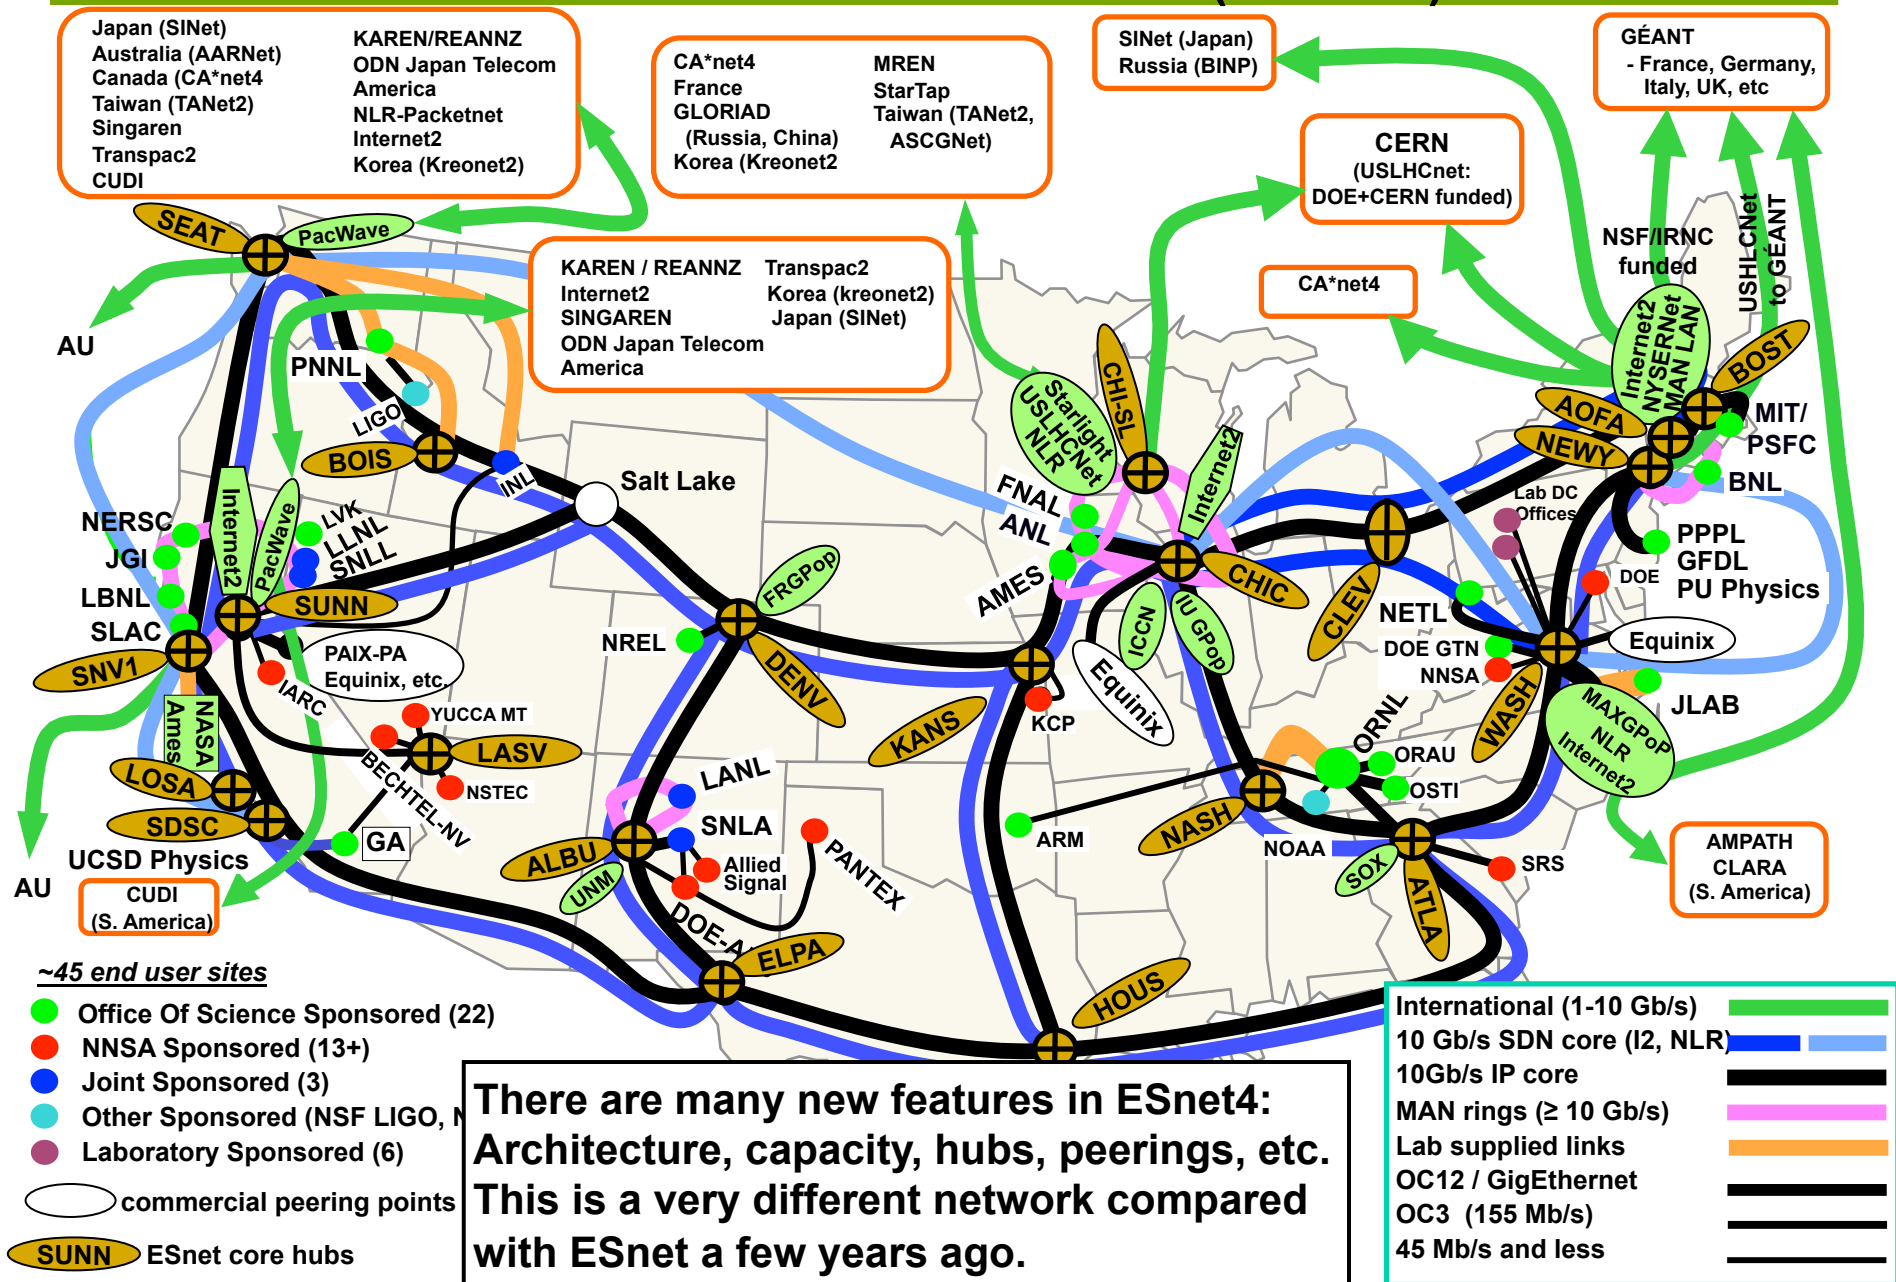 Japan (SINet)
Australia (AARNet)
Canada (CA*net4
Taiwan (TANet2)
Singaren
Transpac2
CUDI
KAREN/REANNZ
ODN Japan Telecom
America
NLR-Packetnet
Internet2
Korea (Kreonet2)
CA*net4
France
GLORIAD
(Russia, China)
Korea (Kreonet2
MREN
StarTap
Taiwan (TANet2,
ASCGNet)
SINet (Japan)
Russia (BINP)
GÉANT
- France, Germany,
Italy, UK, etc
CERN
(USLHCnet:
DOE+CERN funded)
CA*net4
NSF/IRNC
funded
USHLCNet
to GÉANT
KAREN / REANNZ
Internet2
SINGAREN
ODN Japan Telecom
America
Transpac2
Korea (kreonet2)
Japan (SINet)
SEAT
PacWave
AU
PNNL
LIGO
BOIS
INL
Salt Lake
Internet2
PacWave
LVK
LLNL
SNLL
NERSC
JGI
LBNL
SLAC
SUNN
SNV1
PAIX-PA
Equinix, etc.
IARC
NASA
Ames
YUCCA MT
LASV
BECHTEL-NV
NSTEC
LOSA
SDSC
UCSD Physics
GA
AU
CUDI
(S. America)
FRGPop
NREL
DENV
LANL
SNLA
ALBU
UNM
Allied
Signal
PANTEX
DOE-A
ELPA
KANS
KCP
HOUS
ARM
Starlight
USLHCNet
NLR
CHI-SL
Internet2
FNAL
ANL
AMES
CHIC
ICCN
IU GPop
Equinix
CLEV
NASH
ORNL
ORAU
OSTI
NOAA
SOX
ATLA
SRS
Internet2
NYSERNet
MAN LAN
BOST
AOFA
NEWY
MIT/
PSFC
BNL
Lab DC
Offices
PPPL
GFDL
PU Physics
DOE
NETL
DOE GTN
NNSA
Equinix
WASH
JLAB
MAXGPoP
NLR
Internet2
AMPATH
CLARA
(S. America)
~45 end user sites
Office Of Science Sponsored (22)
NNSA Sponsored (13+)
Joint Sponsored (3)
Other Sponsored (NSF LIGO, N
Laboratory Sponsored (6)
commercial peering points
SUNN
ESnet core hubs
There are many new features in ESnet4:
Architecture, capacity, hubs, peerings, etc.
This is a very different network compared
with ESnet a few years ago.
International (1-10 Gb/s)
10 Gb/s SDN core (I2, NLR)
10Gb/s IP core
MAN rings (≥ 10 Gb/s)
Lab supplied links
OC12 / GigEthernet
OC3 (155 Mb/s)
45 Mb/s and less